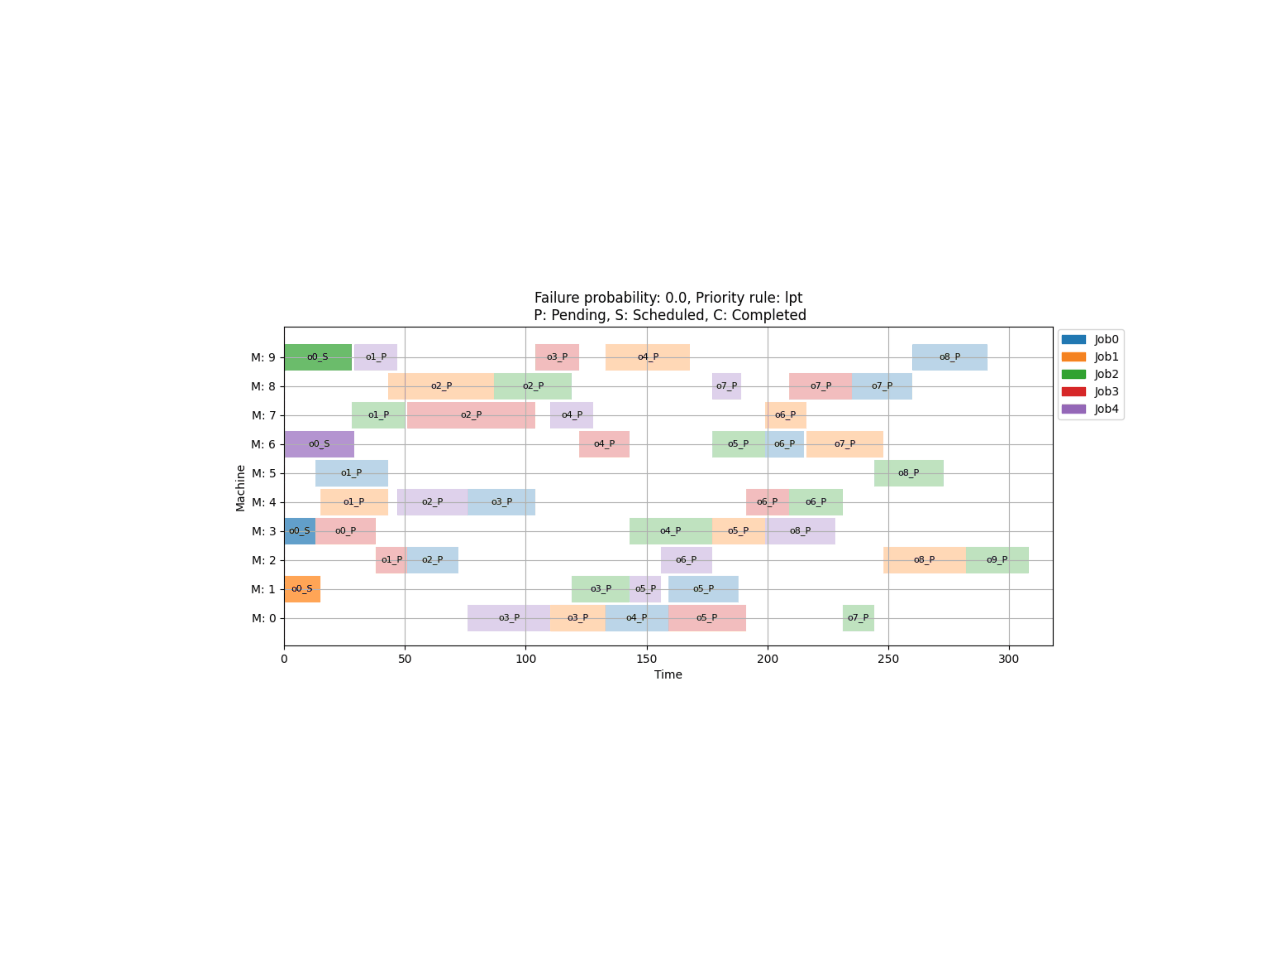 Failure probability: 0.0, Priority rule: lpt
P: Pending, S: Scheduled, C: Completed
Machine
M: 9 o0_S o1_P o3_P o4_P o8_P
M: 8 o2_P o2_P o7_P o7_P o7_P
M: 7 o1_P o2_P o4_P o6_P
M: 6 o0_S o4_P o5_P o6_P o7_P
M: 5 o1_P o8_P
M: 4 o1_P o2_P o3_P o6_P o6_P
M: 3 o0_S o0_P o4_P o5_P o8_P
M: 2 o1_P o2_P o6_P o8_P o9_P
M: 1 o0_S o3_P o5_P o5_P
M: 0 o3_P o3_P o4_P o5_P o7_P
0 50 100 150 200 250 300
Time
Job0
Job1
Job2
Job3
Job4